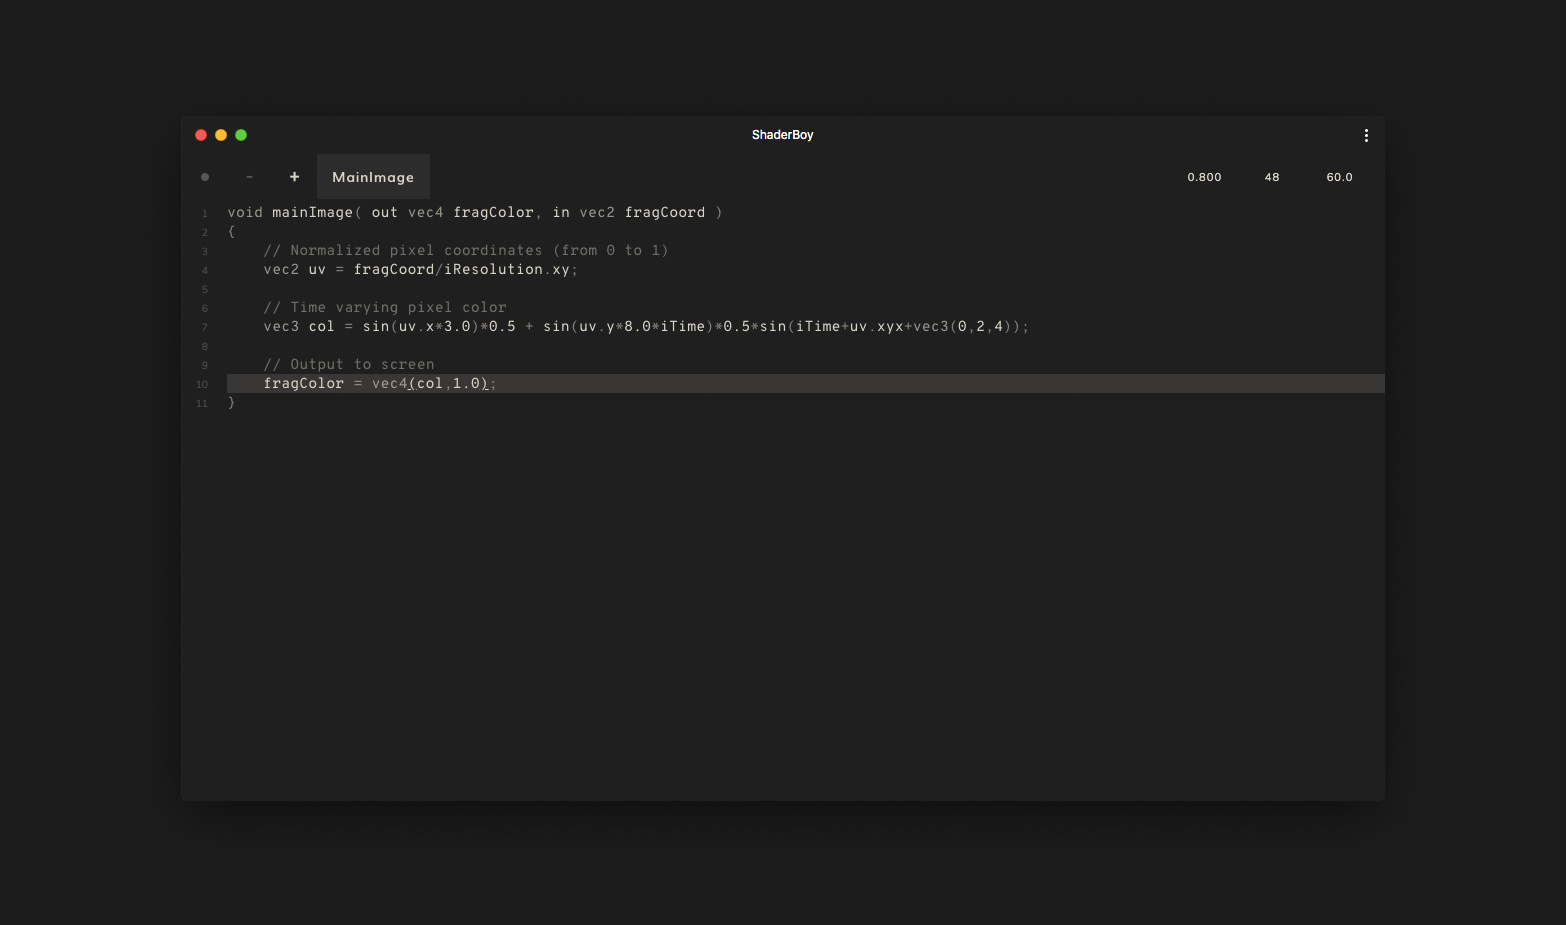 ShaderBoy
- + MainImage 0.800 48 60.0
1 void mainImage( out vec4 fragColor, in vec2 fragCoord )
2 {
3 // Normalized pixel coordinates (from 0 to 1)
4 vec2 uv = fragCoord/iResolution.xy;
5
6 // Time varying pixel color
7 vec3 col = sin(uv.x*3.0)*0.5 + sin(uv.y*8.0*iTime)*0.5*sin(iTime+uv.xyx+vec3(0,2,4));
8
9 // Output to screen
10 fragColor = vec4(col,1.0);
11 }